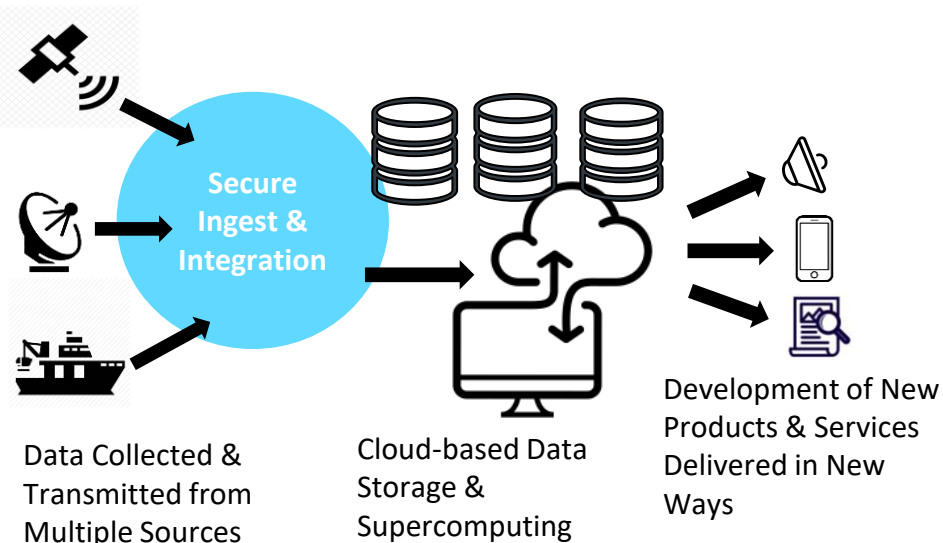 Secure
Ingest &
Integration
Data Collected &
Transmitted from
Multiple Sources
Cloud-based Data
Storage &
Supercomputing
Development of New
Products & Services
Delivered in New
Ways